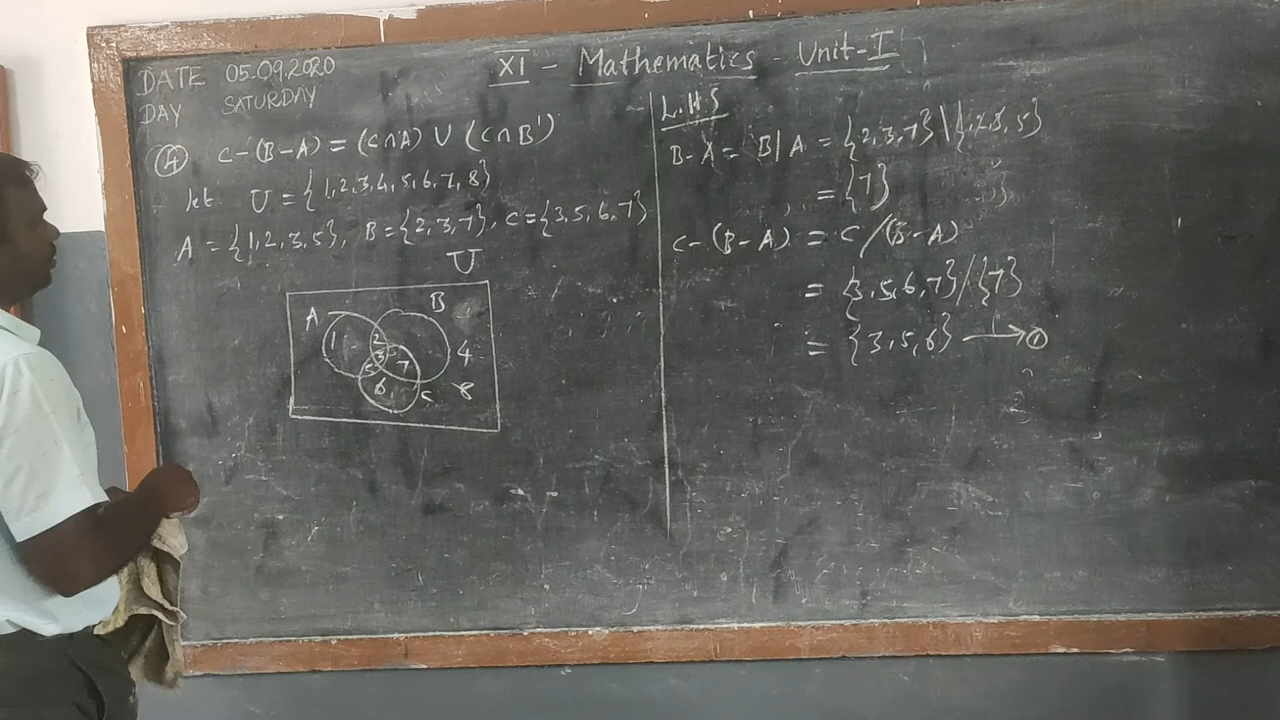 DATE 05.09.2020
DAY SATURDAY
XI - Mathematics - Unit-I
④ C-(B-A) = (C∩A) ∪ (C∩B')
let U = {1,2,3,4,5,6,7,8}
A = {1,2,3,5}, B = {2,3,7}, C = {3,5,6,7}
U
A B
1 2 3 5 7 6 4
C 8
L.H.S
B-A = B\A = {2,3,7} \ {1,2,3,5}
= {7}
C-(B-A) = C/(B-A)
= {3,5,6,7}/{7}
= {3,5,6} → ①